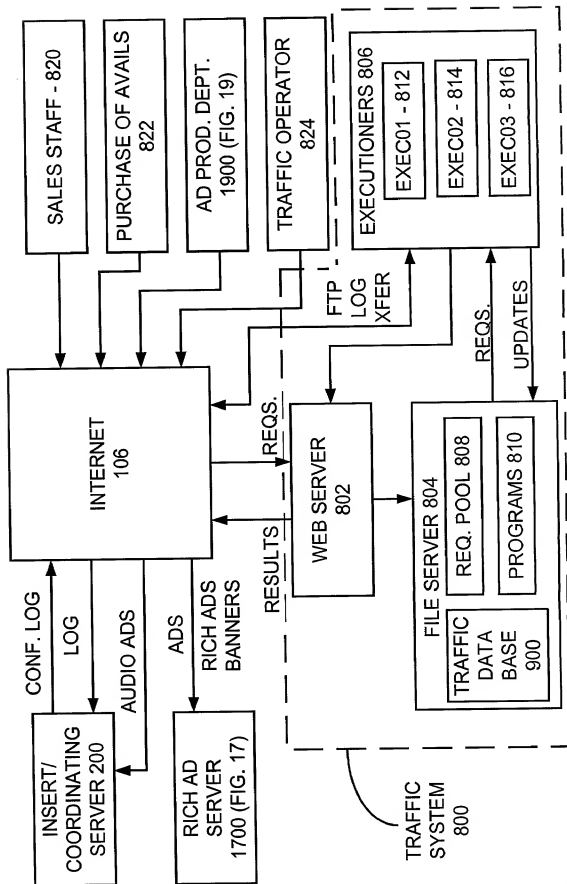 SALES STAFF - 820
PURCHASE OF AVAILS
822
AD PROD. DEPT.
1900 (FIG. 19)
TRAFFIC OPERATOR
824
INTERNET
106
CONF. LOG
LOG
AUDIO ADS
ADS
RICH ADS
BANNERS
INSERT/
COORDINATING
SERVER 200
RICH AD
SERVER
1700 (FIG. 17)
RESULTS
REQS.
FTP
LOG
XFER
WEB SERVER
802
EXECUTIONERS 806
EXEC01 - 812
EXEC02 - 814
EXEC03 - 816
REQS.
UPDATES
FILE SERVER 804
REQ. POOL 808
PROGRAMS 810
TRAFFIC
DATA
BASE
900
TRAFFIC
SYSTEM
800